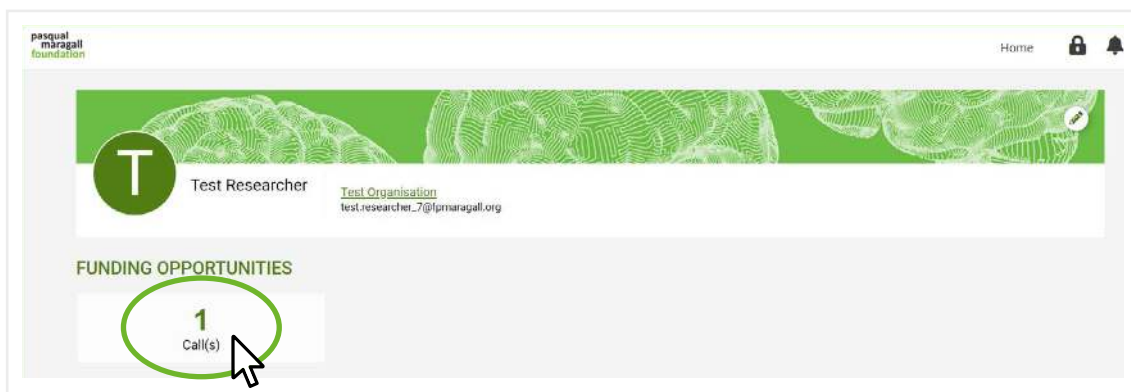 pasqual
maragall
foundation
Home
T
Test Researcher
Test Organisation
test.researcher_7@fpmaragall.org
FUNDING OPPORTUNITIES
1
Call(s)